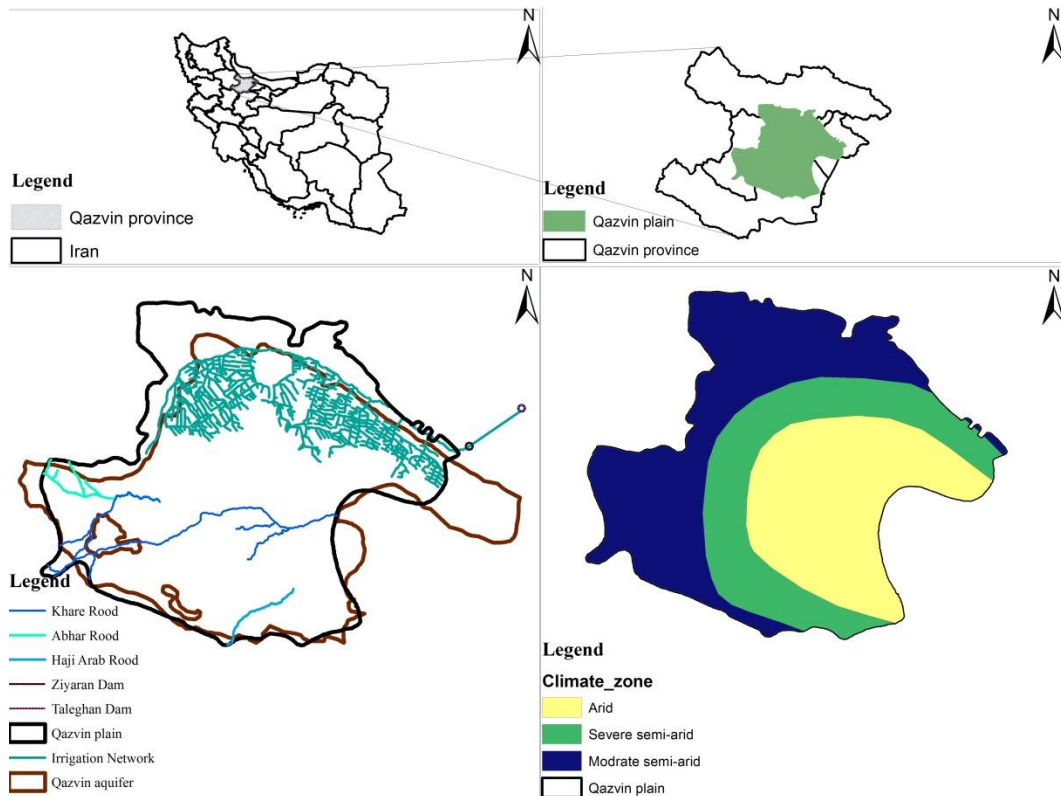 N
Legend
Qazvin province
Iran
N
Legend
Qazvin plain
Qazvin province
N
Legend
Khare Rood
Abhar Rood
Haji Arab Rood
Ziyaran Dam
Taleghan Dam
Qazvin plain
Irrigation Network
Qazvin aquifer
N
Legend
Climate_zone
Arid
Severe semi-arid
Modrate semi-arid
Qazvin plain